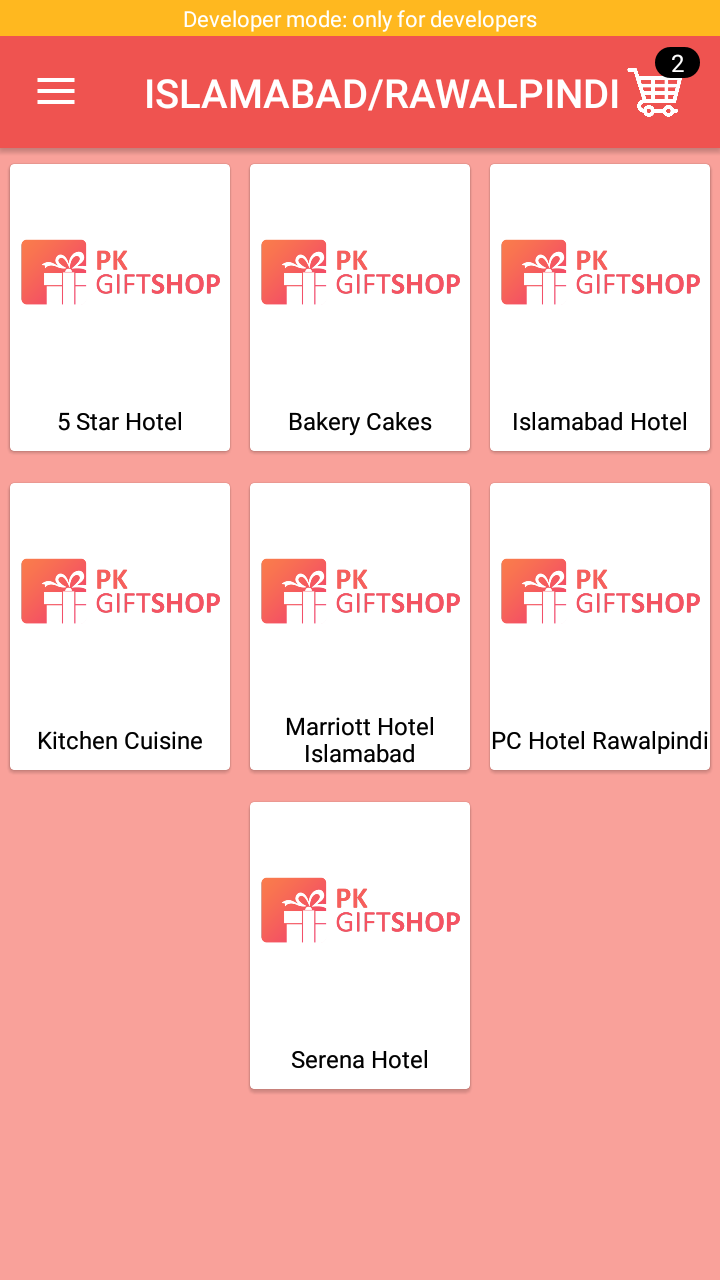 Developer mode: only for developers
ISLAMABAD/RAWALPINDI
2
PK
GIFTSHOP
5 Star Hotel
PK
GIFTSHOP
Bakery Cakes
PK
GIFTSHOP
Islamabad Hotel
PK
GIFTSHOP
Kitchen Cuisine
PK
GIFTSHOP
Marriott Hotel
Islamabad
PK
GIFTSHOP
PC Hotel Rawalpindi
PK
GIFTSHOP
Serena Hotel